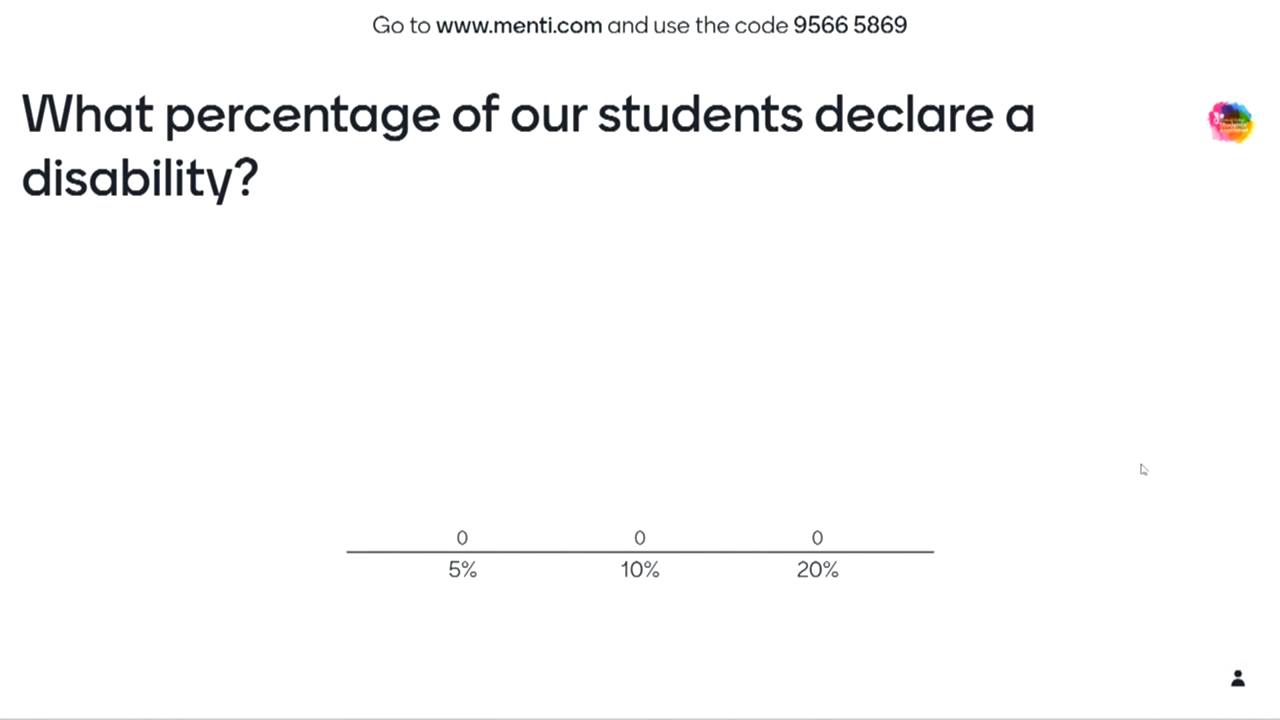 Go to www.menti.com and use the code 9566 5869
What percentage of our students declare a
disability?
0 0 0
5% 10% 20%